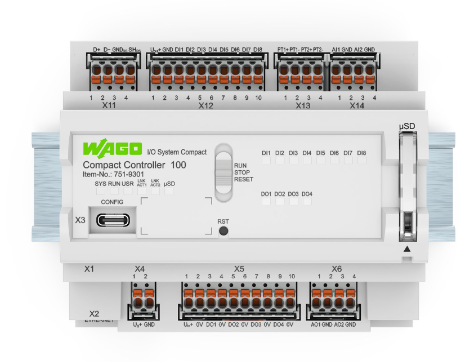 D+ D- GND SH
U + GND DI1 DI2 DI3 DI4 DI5 DI6 DI7 DI8
PT1+ PT1- PT2+ PT2-
AI1 GND AI2 GND
1 2 3 4
1 2 3 4 5 6 7 8 9 10
1 2 3 4
1 2 3 4
X11 X12 X13 X14
µSD
WAGO I/O System Compact
Compact Controller 100
Item-No.: 751-9301
SYS RUN USR LNK ACT1 LNK ACT2 µSD
CONFIG
X3
RUN
STOP
RESET
RST
DI1 DI2 DI3 DI4 DI5 DI6 DI7 DI8
DO1 DO2 DO3 DO4
X1 X4 X5 X6
1 2
1 2 3 4 5 6 7 8 9 10
1 2 3 4
X2
U + GND
U + 0V DO1 0V DO2 0V DO3 0V DO4 0V
AO1 GND AO2 GND